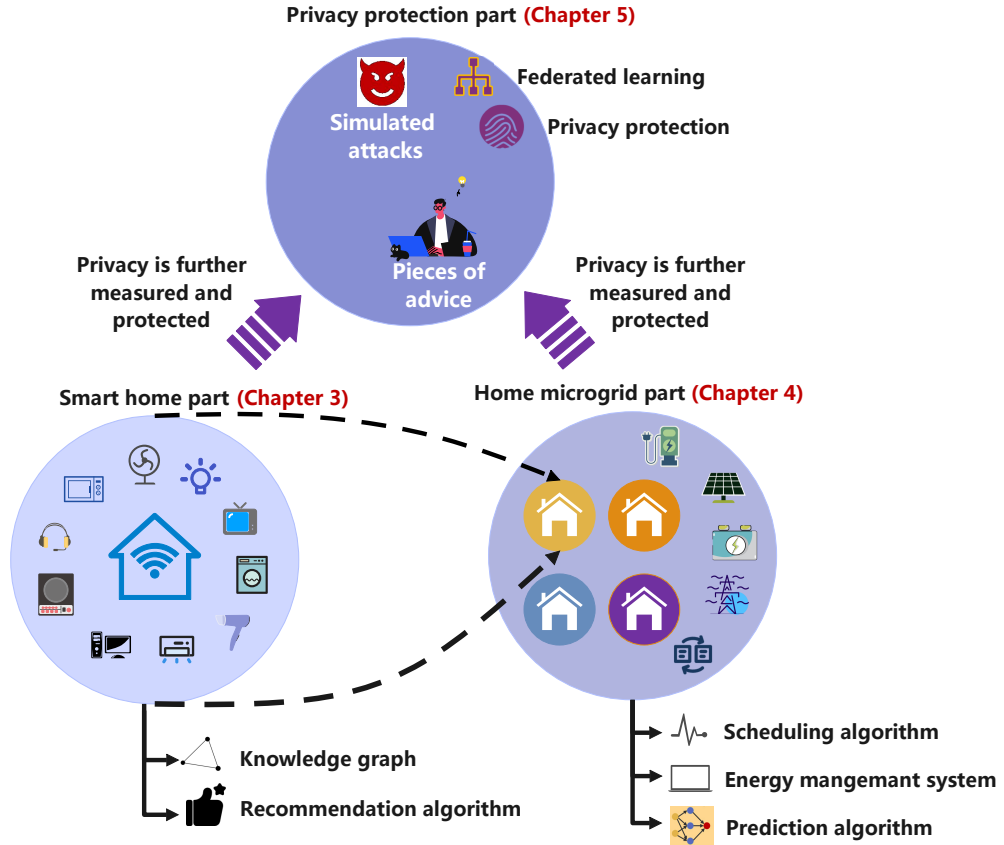 Privacy protection part (Chapter 5)
Federated learning
Simulated
attacks
Privacy protection
Pieces of
advice
Privacy is further
measured and
protected
Privacy is further
measured and
protected
Smart home part (Chapter 3)
Home microgrid part (Chapter 4)
Knowledge graph
Recommendation algorithm
Scheduling algorithm
Energy mangemant system
Prediction algorithm